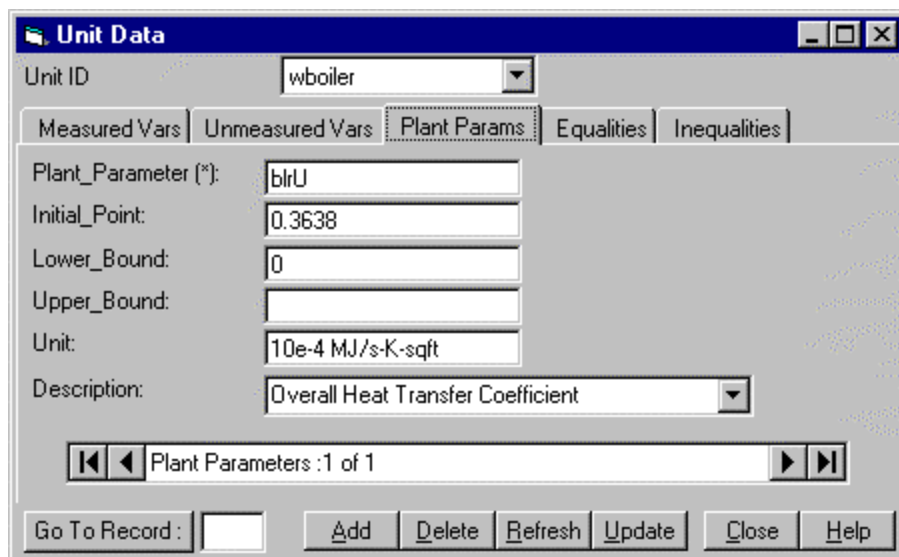 Unit Data
Unit ID wboiler
Measured Vars Unmeasured Vars Plant Params Equalities Inequalities
Plant_Parameter (*): blrU
Initial_Point: 0.3638
Lower_Bound: 0
Upper_Bound:
Unit: 10e-4 MJ/s-K-sqft
Description: Overall Heat Transfer Coefficient
Plant Parameters :1 of 1
Go To Record : Add Delete Refresh Update Close Help